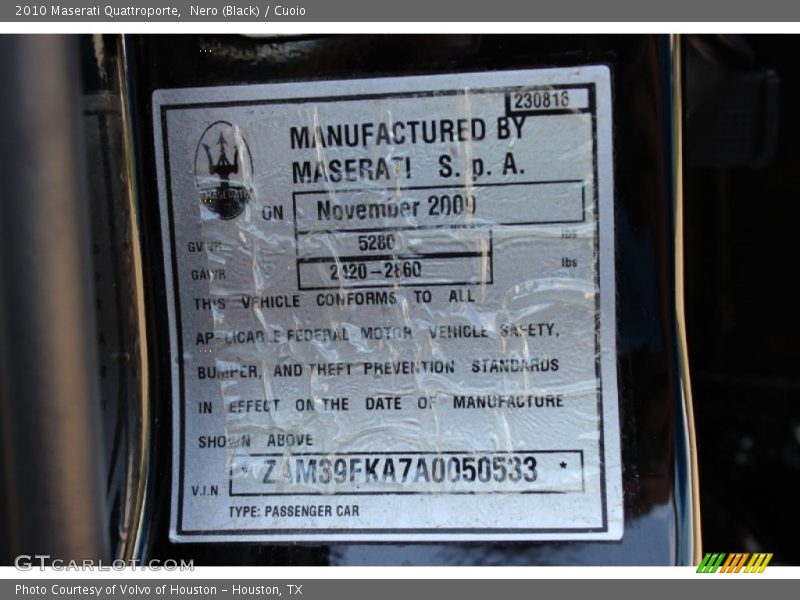 2010 Maserati Quattroporte, Nero (Black) / Cuoio
230816
MANUFACTURED BY
MASERATI S. p. A.
MASERATI
ON November 2009
GVWR 5280 lbs
GAWR 2420-2860 lbs
THIS VEHICLE CONFORMS TO ALL
APPLICABLE FEDERAL MOTOR VEHICLE SAFETY,
BUMPER, AND THEFT PREVENTION STANDARDS
IN EFFECT ON THE DATE OF MANUFACTURE
SHOWN ABOVE
V.I.N * ZAM39FKA7A0050533 *
TYPE: PASSENGER CAR
GTCARLOT.COM
Photo Courtesy of Volvo of Houston - Houston, TX